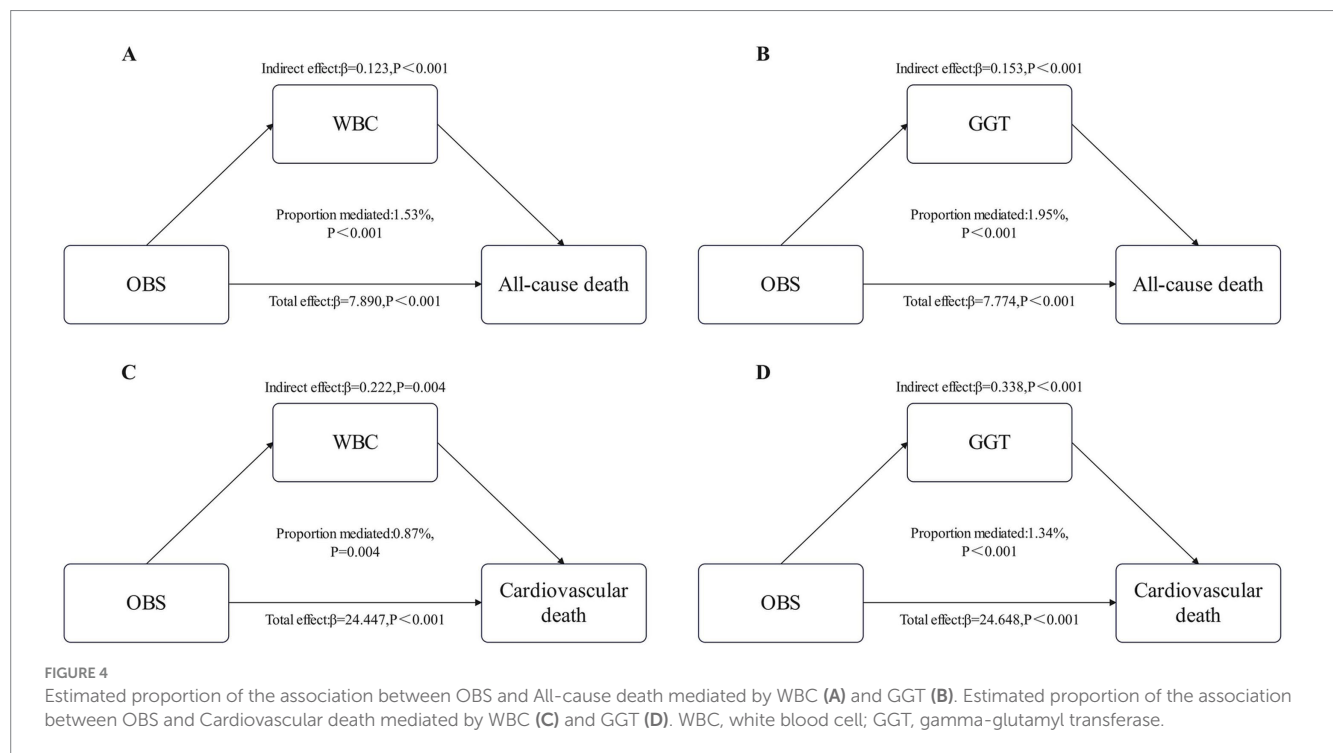 A
Indirect effect:β=0.123,P＜0.001
WBC
Proportion mediated:1.53%,
P＜0.001
OBS
All-cause death
Total effect:β=7.890,P＜0.001
B
Indirect effect:β=0.153,P＜0.001
GGT
Proportion mediated:1.95%,
P＜0.001
OBS
All-cause death
Total effect:β=7.774,P＜0.001
C
Indirect effect:β=0.222,P=0.004
WBC
Proportion mediated:0.87%,
P=0.004
OBS
Cardiovascular
death
Total effect:β=24.447,P＜0.001
D
Indirect effect:β=0.338,P＜0.001
GGT
Proportion mediated:1.34%,
P＜0.001
OBS
Cardiovascular
death
Total effect:β=24.648,P＜0.001
FIGURE 4
Estimated proportion of the association between OBS and All-cause death mediated by WBC (A) and GGT (B). Estimated proportion of the association
between OBS and Cardiovascular death mediated by WBC (C) and GGT (D). WBC, white blood cell; GGT, gamma-glutamyl transferase.